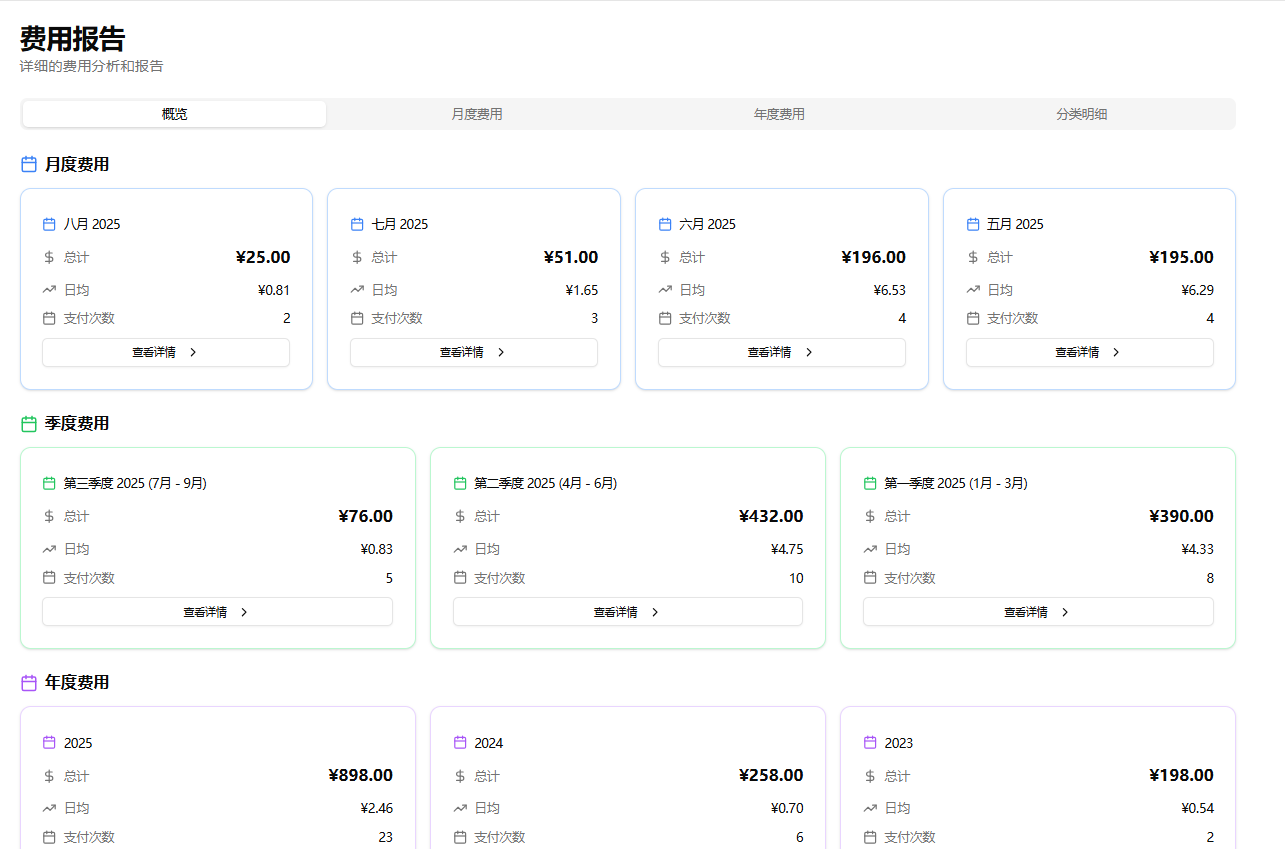 费用报告
详细的费用分析和报告
概览 月度费用 年度费用 分类明细
月度费用
八月 2025 七月 2025 六月 2025 五月 2025
总计 ¥25.00 总计 ¥51.00 总计 ¥196.00 总计 ¥195.00
日均 ¥0.81 日均 ¥1.65 日均 ¥6.53 日均 ¥6.29
支付次数 2 支付次数 3 支付次数 4 支付次数 4
查看详情 查看详情 查看详情 查看详情
季度费用
第三季度 2025 (7月 - 9月) 第二季度 2025 (4月 - 6月) 第一季度 2025 (1月 - 3月)
总计 ¥76.00 总计 ¥432.00 总计 ¥390.00
日均 ¥0.83 日均 ¥4.75 日均 ¥4.33
支付次数 5 支付次数 10 支付次数 8
查看详情 查看详情 查看详情
年度费用
2025 2024 2023
总计 ¥898.00 总计 ¥258.00 总计 ¥198.00
日均 ¥2.46 日均 ¥0.70 日均 ¥0.54
支付次数 23 支付次数 6 支付次数 2